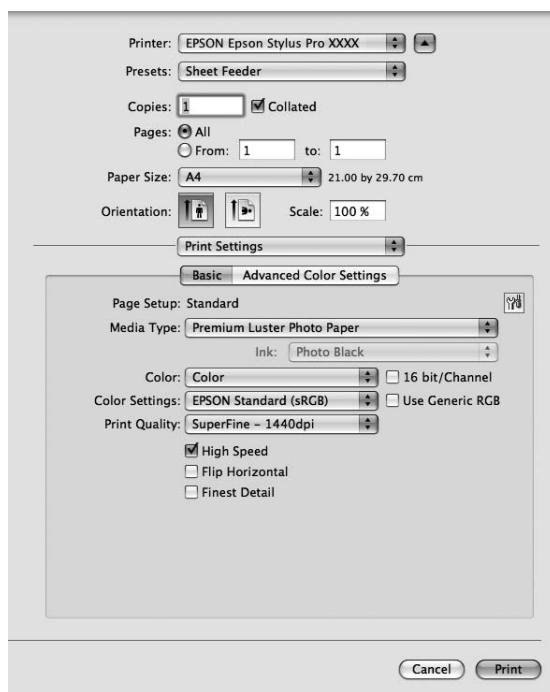 Printer: EPSON Epson Stylus Pro XXXX
Presets: Sheet Feeder
Copies: 1 Collated
Pages: All
From: 1 to: 1
Paper Size: A4 21.00 by 29.70 cm
Orientation: Scale: 100 %
Print Settings
Basic Advanced Color Settings
Page Setup: Standard
Media Type: Premium Luster Photo Paper
Ink: Photo Black
Color: Color 16 bit/Channel
Color Settings: EPSON Standard (sRGB) Use Generic RGB
Print Quality: SuperFine – 1440dpi
High Speed
Flip Horizontal
Finest Detail
Cancel Print